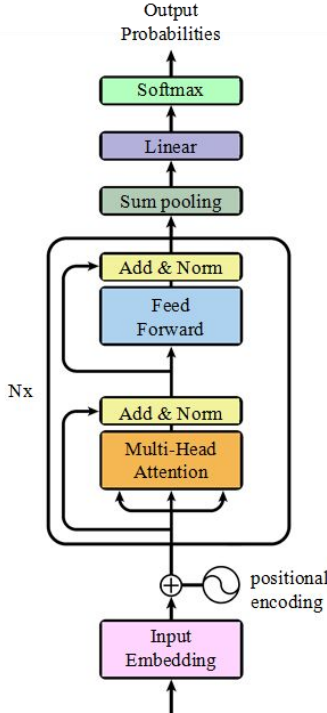 Output
Probabilities
Softmax
Linear
Sum pooling
Add & Norm
Feed
Forward
Nx
Add & Norm
Multi-Head
Attention
positional
encoding
Input
Embedding